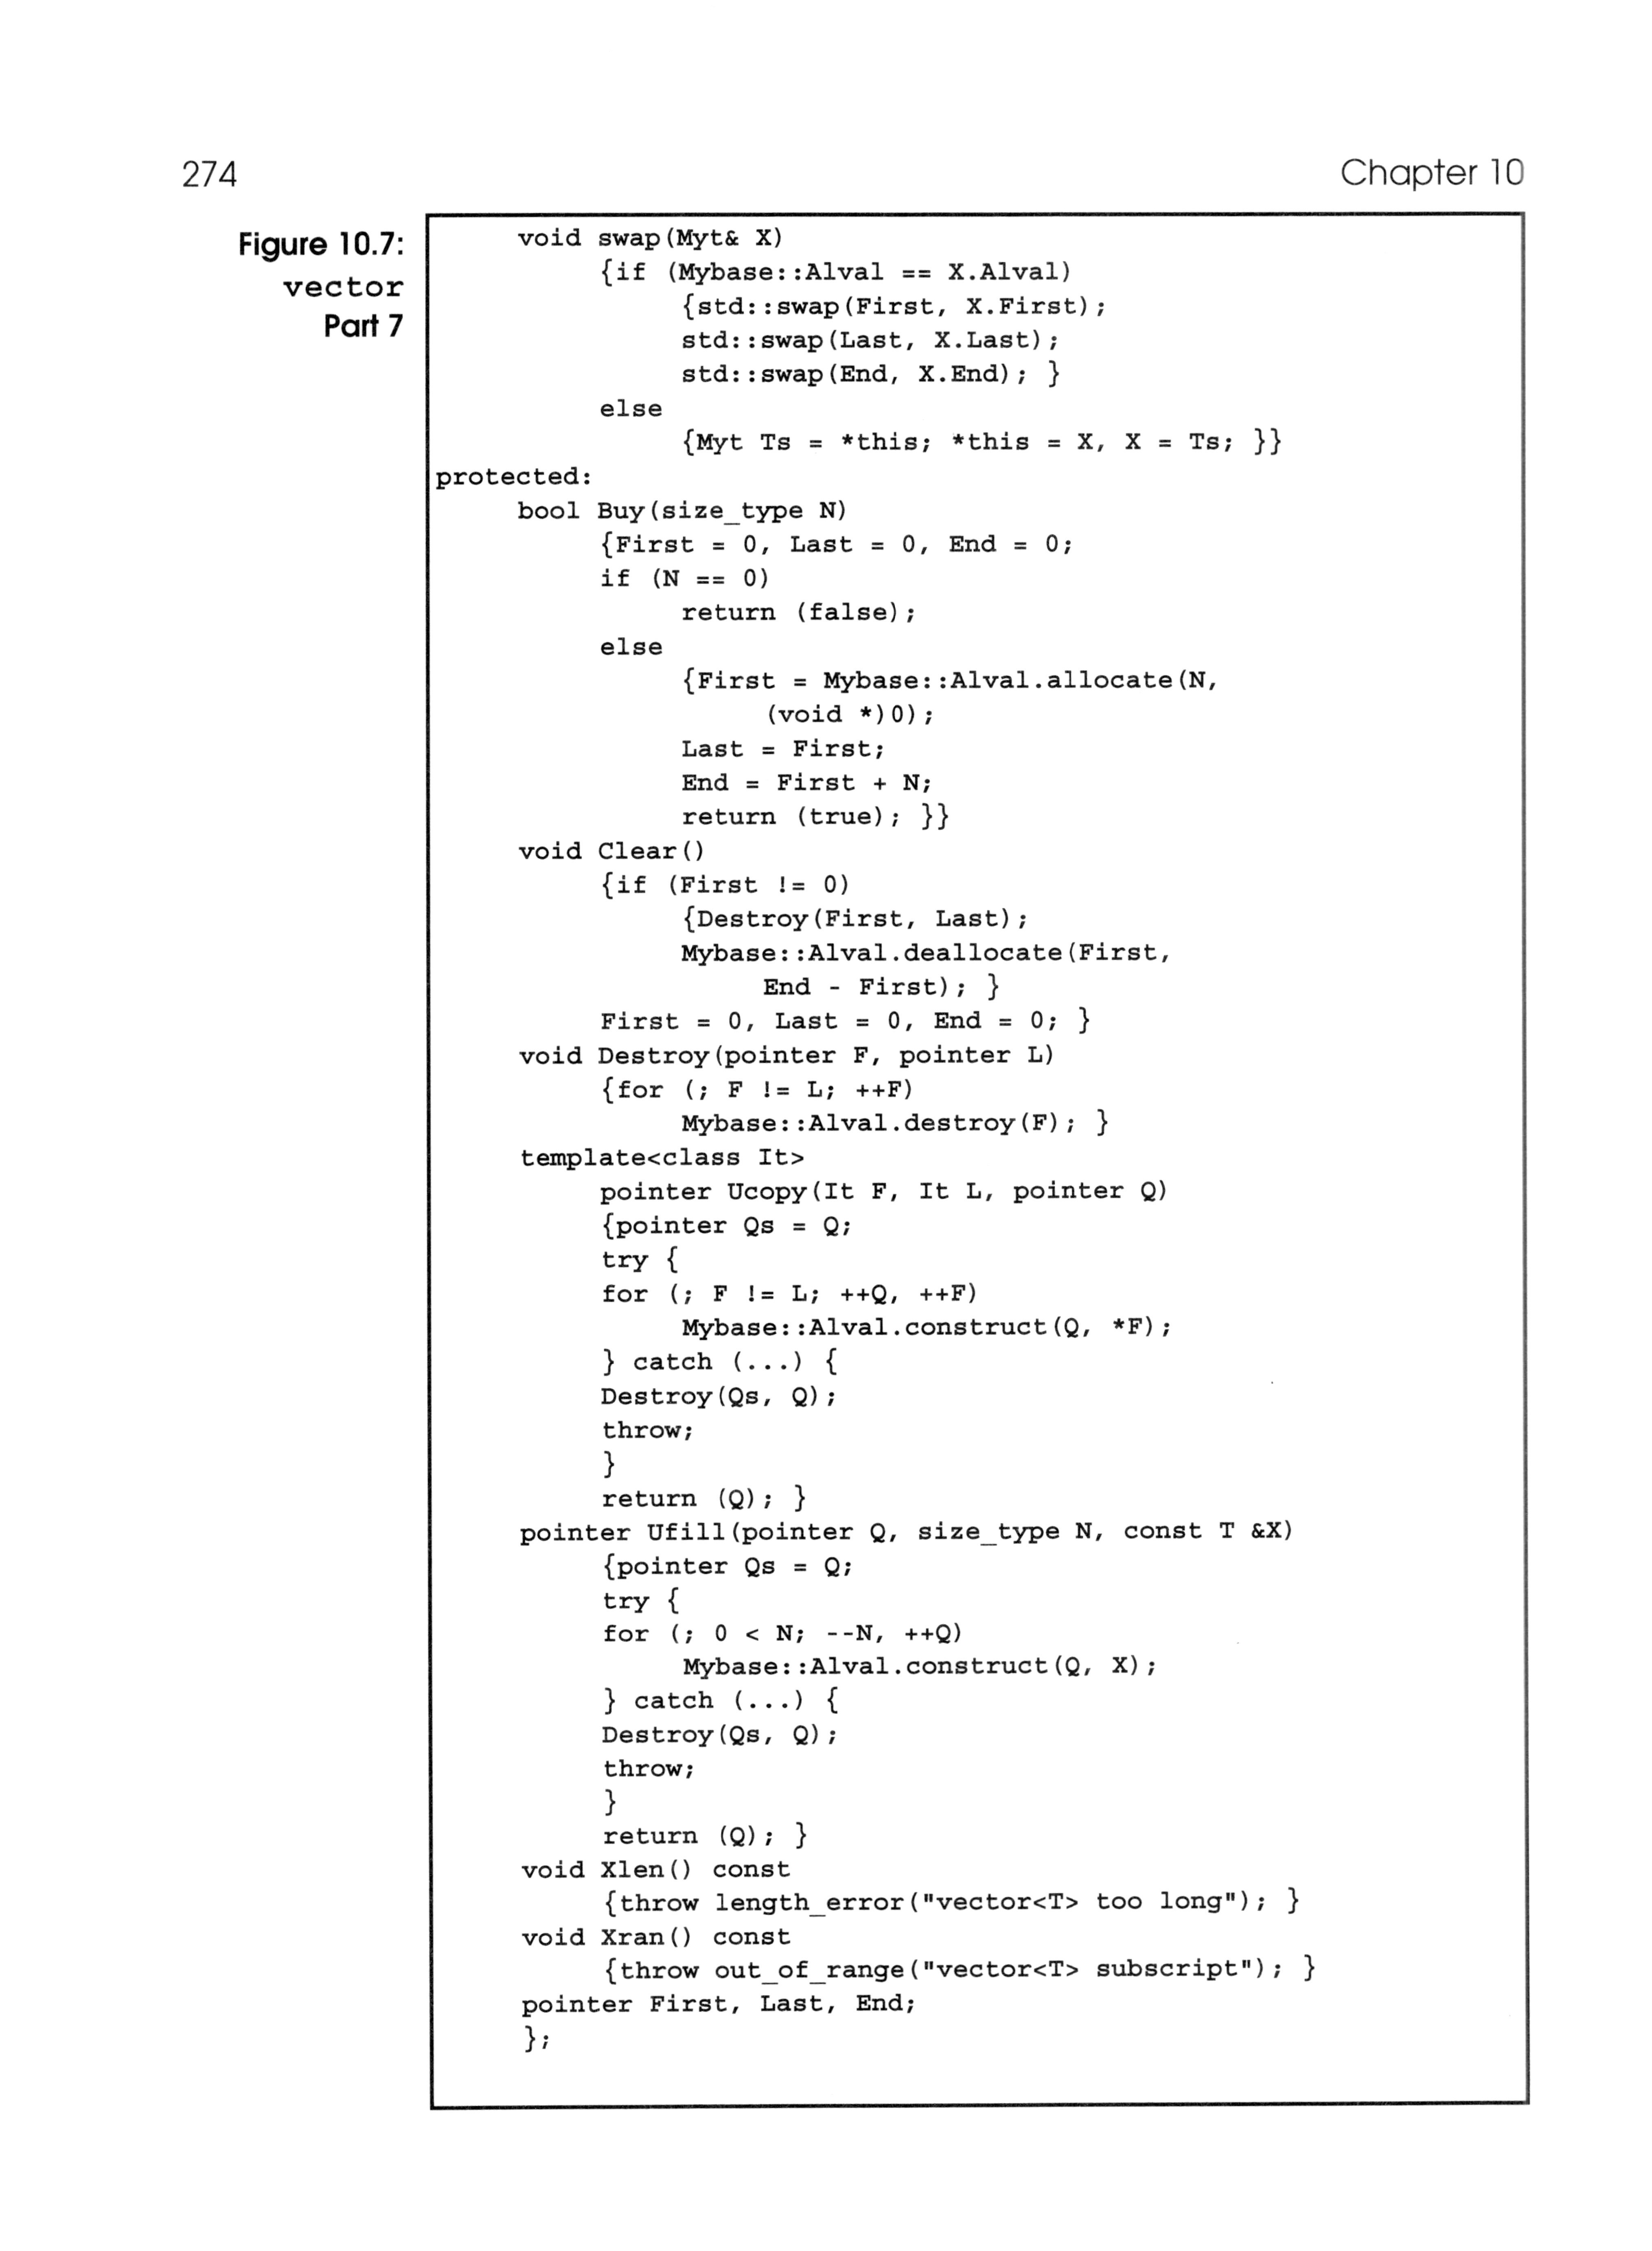 274
Chapter 10
Figure 10.7:
vector
Part 7
void swap(Myt& X)
{if (Mybase::Alval == X.Alval)
{std::swap(First, X.First);
std::swap(Last, X.Last);
std::swap(End, X.End); }
else
{Myt Ts = *this; *this = X, X = Ts; }}
protected:
bool Buy(size_type N)
{First = 0, Last = 0, End = 0;
if (N == 0)
return (false);
else
{First = Mybase::Alval.allocate(N,
(void *)0);
Last = First;
End = First + N;
return (true); }}
void Clear()
{if (First != 0)
{Destroy(First, Last);
Mybase::Alval.deallocate(First,
End - First); }
First = 0, Last = 0, End = 0; }
void Destroy(pointer F, pointer L)
{for (; F != L; ++F)
Mybase::Alval.destroy(F); }
template<class It>
pointer Ucopy(It F, It L, pointer Q)
{pointer Qs = Q;
try {
for (; F != L; ++Q, ++F)
Mybase::Alval.construct(Q, *F);
} catch (...) {
Destroy(Qs, Q);
throw;
}
return (Q); }
pointer Ufill(pointer Q, size_type N, const T &X)
{pointer Qs = Q;
try {
for (; 0 < N; --N, ++Q)
Mybase::Alval.construct(Q, X);
} catch (...) {
Destroy(Qs, Q);
throw;
}
return (Q); }
void Xlen() const
{throw length_error("vector<T> too long"); }
void Xran() const
{throw out_of_range("vector<T> subscript"); }
pointer First, Last, End;
};